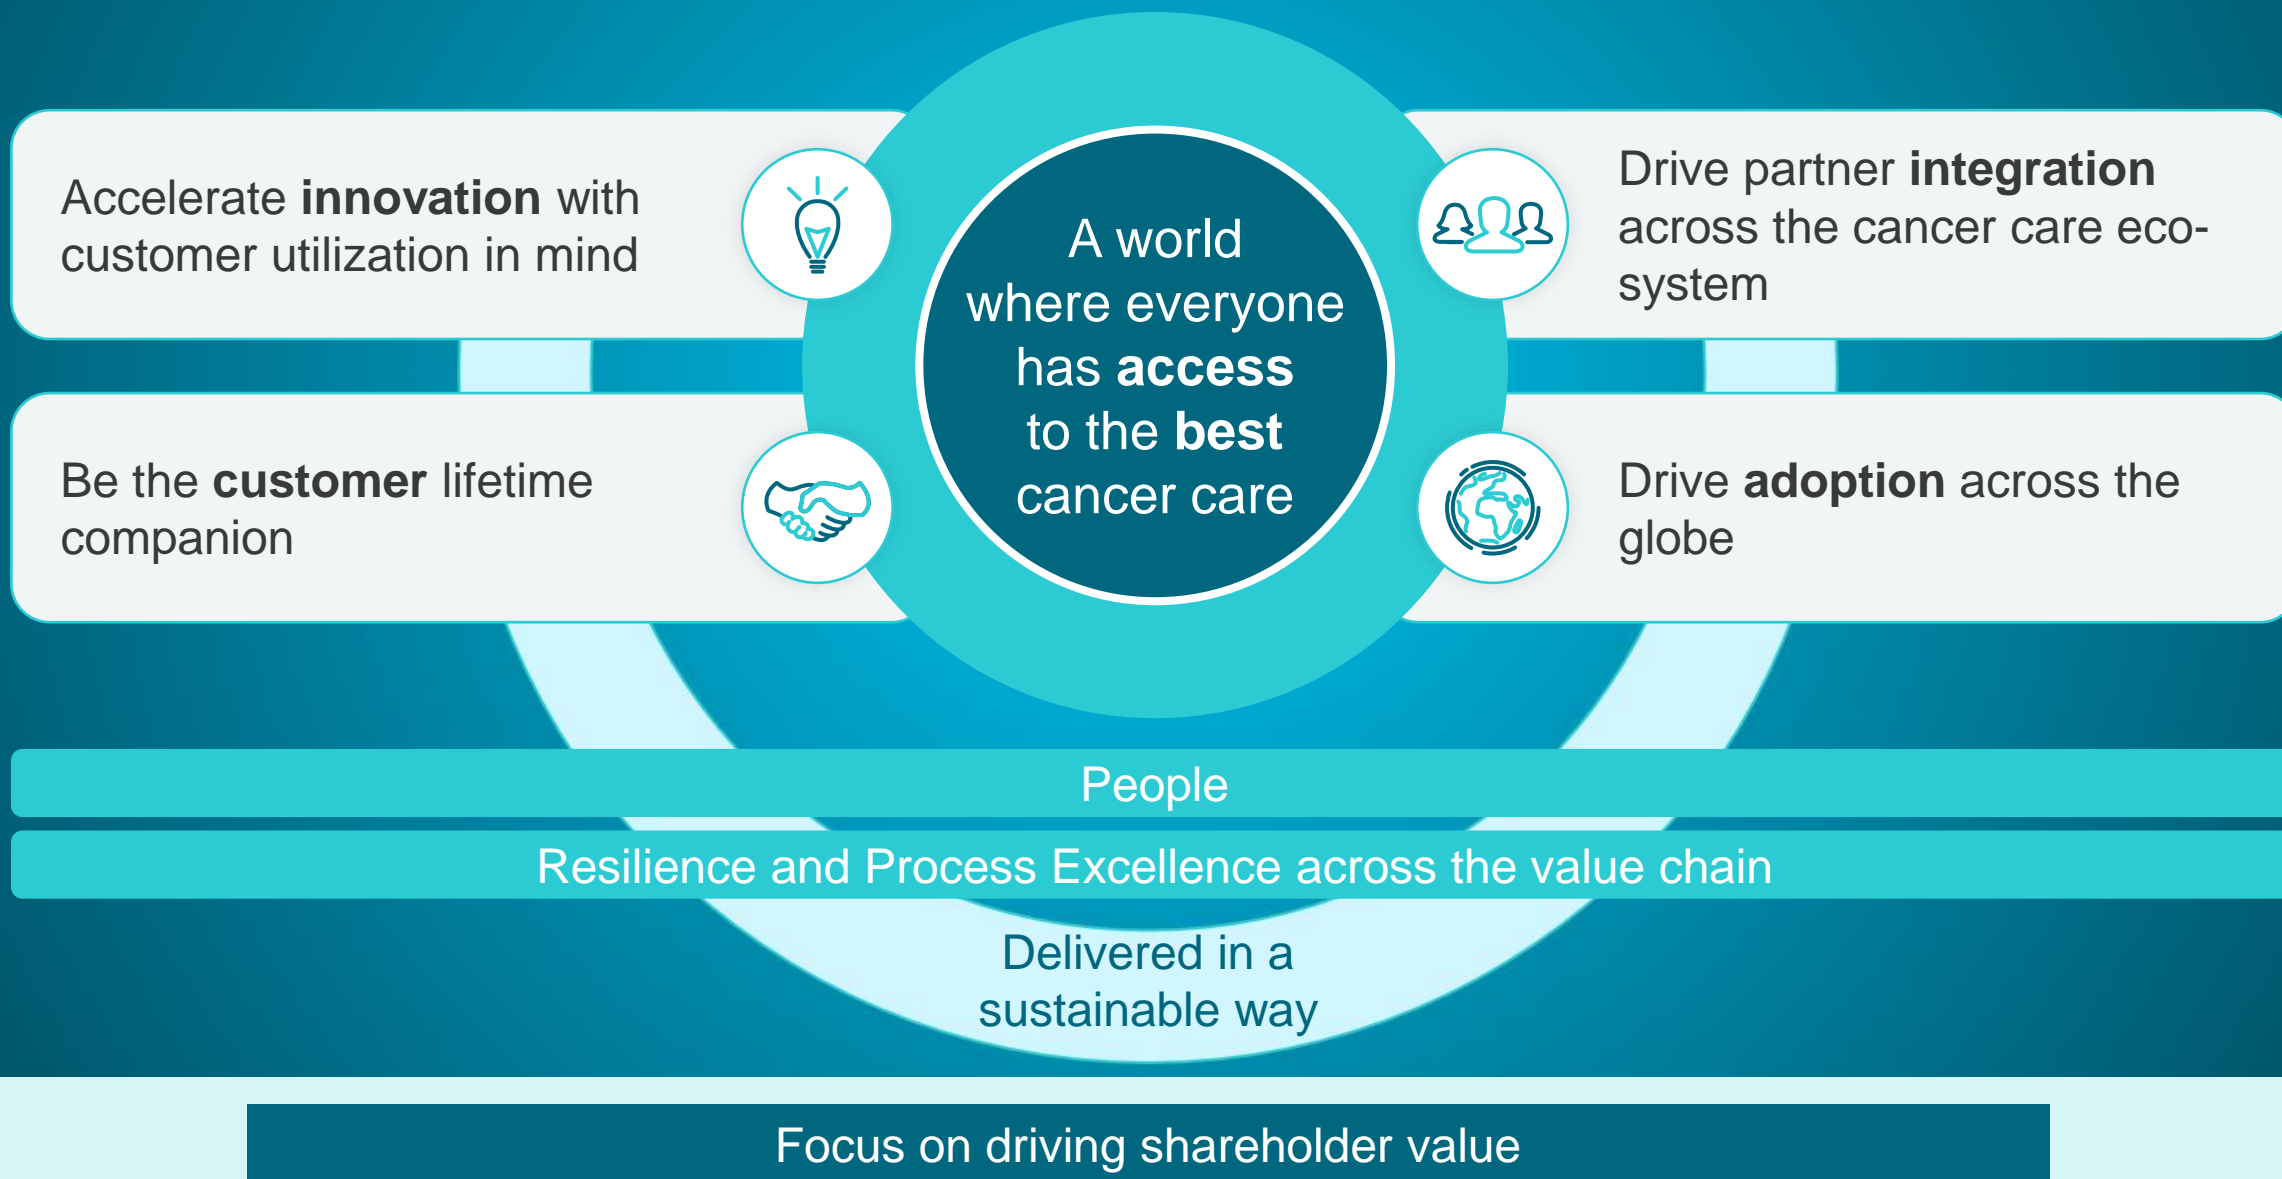 Accelerate innovation with
customer utilization in mind
Be the customer lifetime
companion
A world
where everyone
has access
to the best
cancer care
Drive partner integration
across the cancer care eco-
system
Drive adoption across the
globe
People
Resilience and Process Excellence across the value chain
Delivered in a
sustainable way
Focus on driving shareholder value